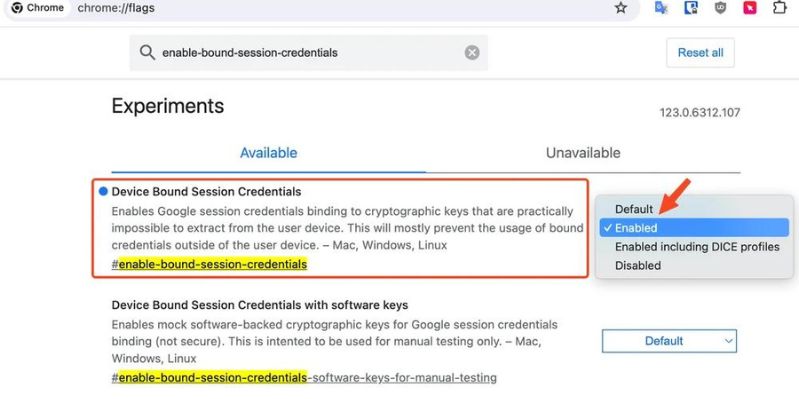 Chrome chrome://flags
enable-bound-session-credentials
Reset all
Experiments
123.0.6312.107
Available
Unavailable
Device Bound Session Credentials
Enables Google session credentials binding to cryptographic keys that are practically
impossible to extract from the user device. This will mostly prevent the usage of bound
credentials outside of the user device. – Mac, Windows, Linux
#enable-bound-session-credentials
Default
Enabled
Enabled including DICE profiles
Disabled
Device Bound Session Credentials with software keys
Enables mock software-backed cryptographic keys for Google session credentials
binding (not secure). This is intented to be used for manual testing only. – Mac,
Windows, Linux
#enable-bound-session-credentials-software-keys-for-manual-testing
Default